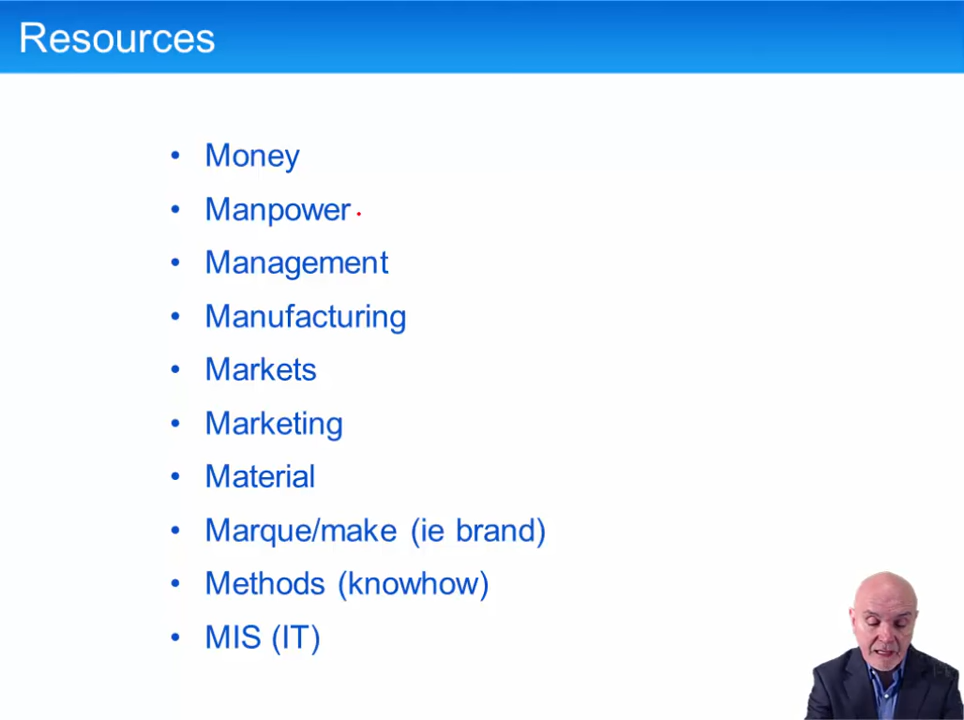 Resources
• Money
• Manpower
• Management
• Manufacturing
• Markets
• Marketing
• Material
• Marque/make (ie brand)
• Methods (knowhow)
• MIS (IT)